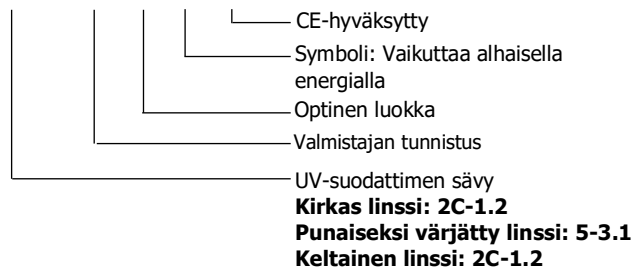 CE-hyväksytty
Symboli: Vaikuttaa alhaisella
energialla
Optinen luokka
Valmistajan tunnistus
UV-suodattimen sävy
Kirkas linssi: 2C-1.2
Punaiseksi värjätty linssi: 5-3.1
Keltainen linssi: 2C-1.2